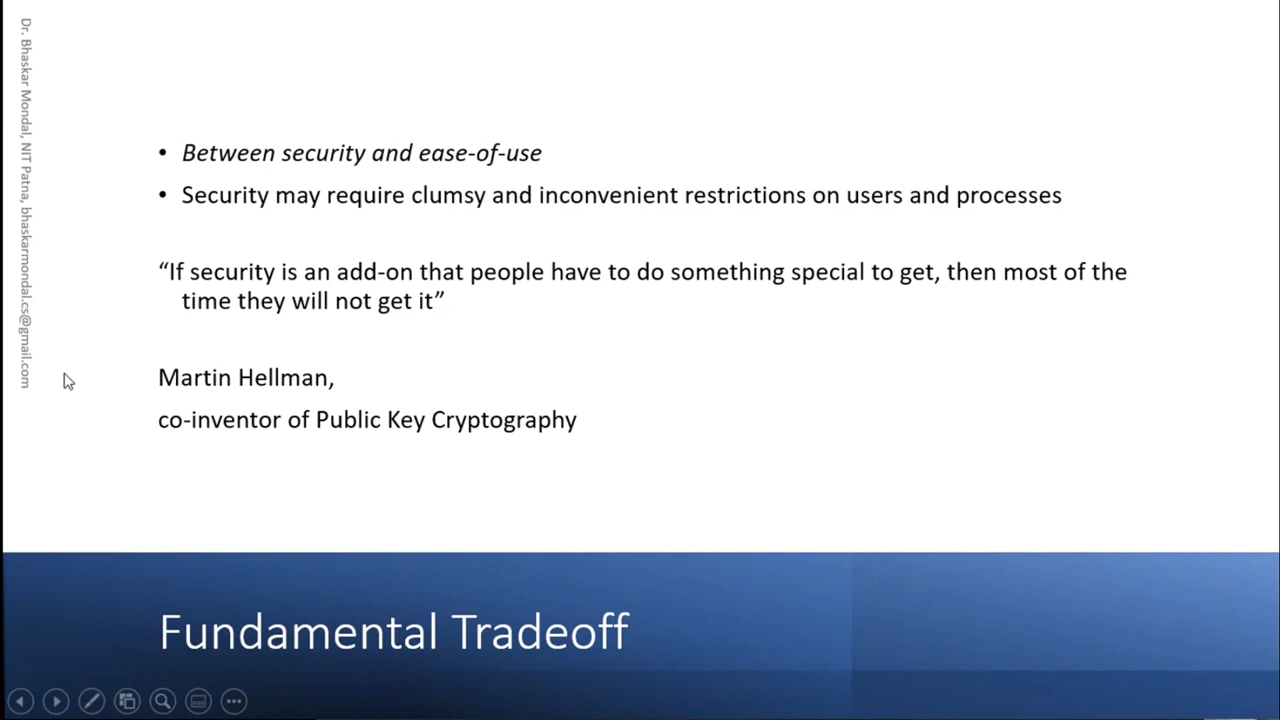 Dr. Bhaskar Mondal, NIT Patna, bhaskarmondal.cs@gmail.com
• Between security and ease-of-use
• Security may require clumsy and inconvenient restrictions on users and processes
“If security is an add-on that people have to do something special to get, then most of the
time they will not get it”
Martin Hellman,
co-inventor of Public Key Cryptography
Fundamental Tradeoff